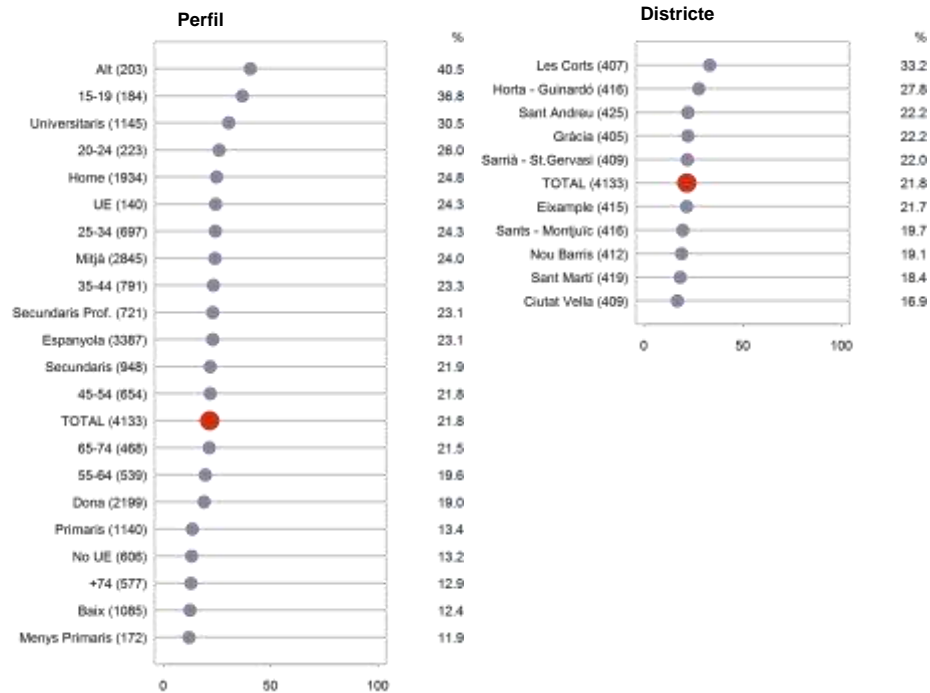 Perfil
%
Alt (203) 40.5
15-19 (184) 36.8
Universitaris (1145) 30.5
20-24 (223) 26.0
Home (1934) 24.8
UE (140) 24.3
25-34 (697) 24.3
Mitjà (2845) 24.0
35-44 (791) 23.3
Secundaris Prof. (721) 23.1
Espanyola (3387) 23.1
Secundaris (948) 21.9
45-54 (654) 21.8
TOTAL (4133) 21.8
65-74 (468) 21.5
55-64 (539) 19.6
Dona (2199) 19.0
Primaris (1140) 13.4
No UE (606) 13.2
+74 (577) 12.9
Baix (1085) 12.4
Menys Primaris (172) 11.9
0 50 100
Districte
%
Les Corts (407) 33.2
Horta - Guinardó (416) 27.8
Sant Andreu (425) 22.2
Gràcia (405) 22.2
Sarrià - St.Gervasi (409) 22.0
TOTAL (4133) 21.8
Eixample (415) 21.7
Sants - Montjuïc (416) 19.7
Nou Barris (412) 19.1
Sant Martí (419) 18.4
Ciutat Vella (409) 16.9
0 50 100